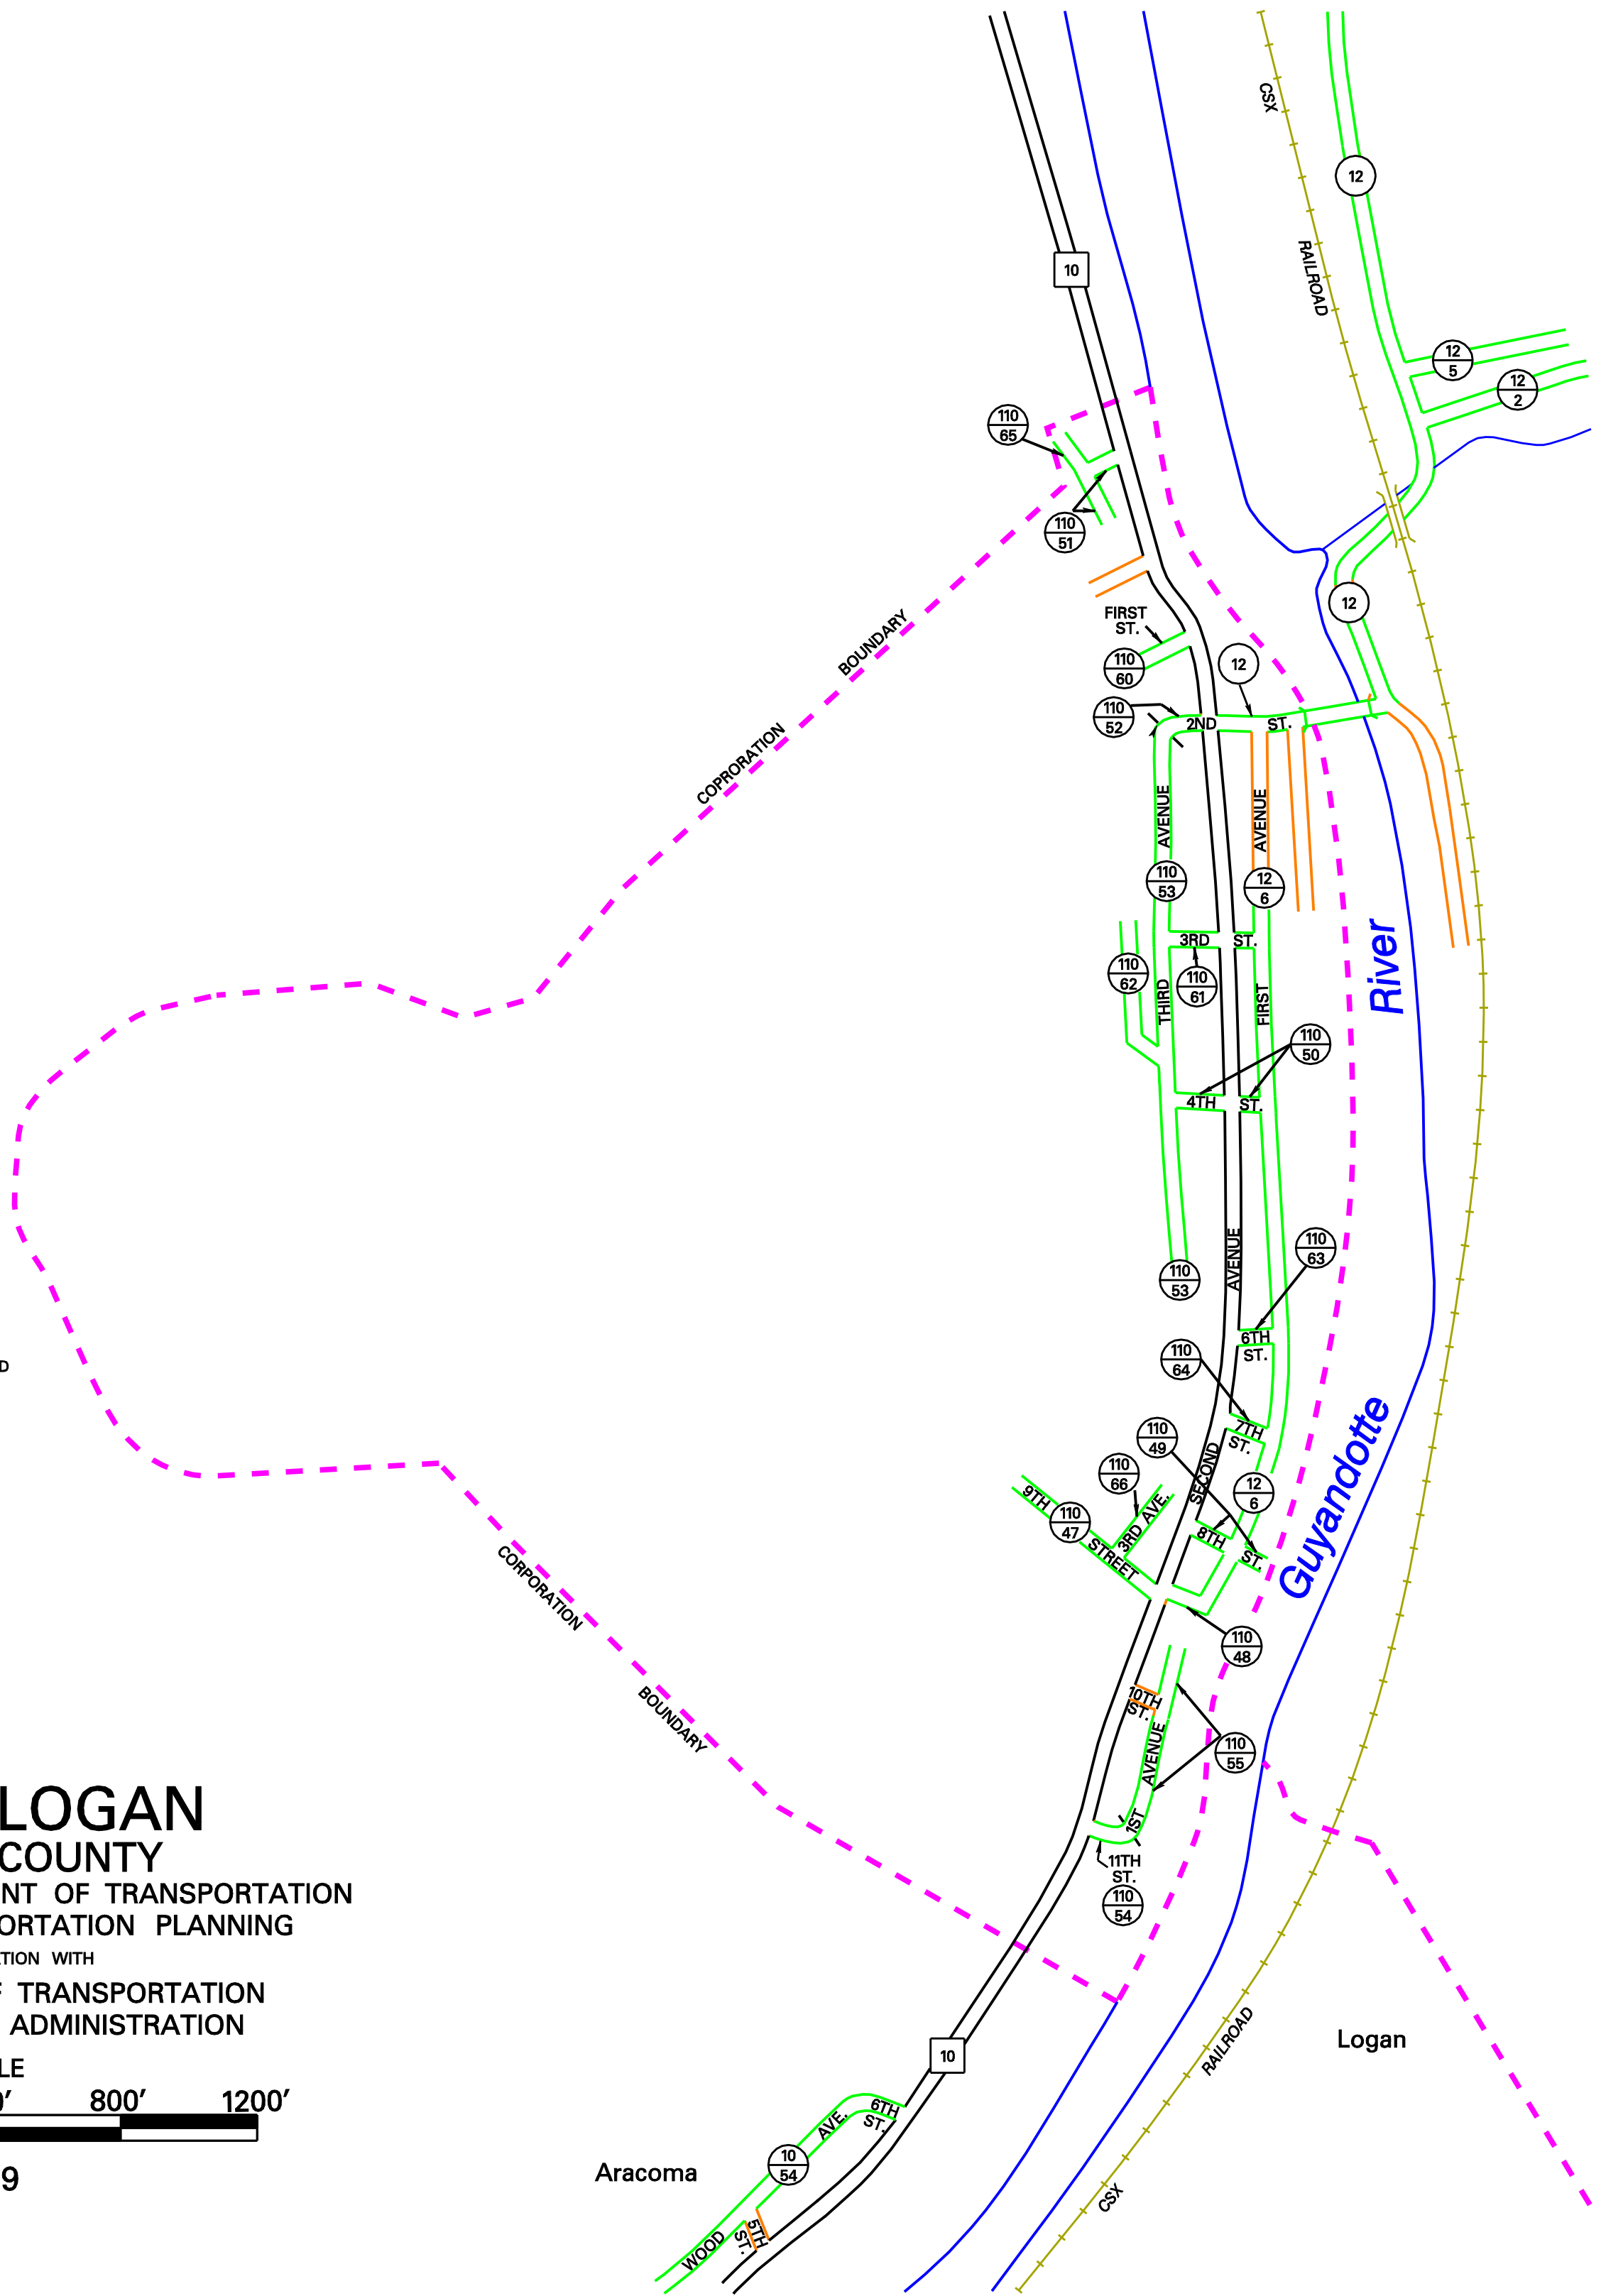 CSX
12
RAILROAD
10
12
5
12
2
110
65
110
51
12
FIRST
ST.
BOUNDARY
110
60
12
110
52
2ND
ST.
COPRORATION
AVENUE
AVENUE
110
53
12
6
River
3RD
ST.
110
62
110
61
THIRD
FIRST
110
50
4TH
ST.
110
63
AVENUE
110
53
6TH
ST.
110
64
D
7TH
ST.
110
49
SECOND
110
66
12
6
Guyandotte
9TH
110
47
3RD AVE.
8TH
ST.
STREET
CORPORATION
110
48
10TH
ST.
BOUNDARY
AVENUE
110
55
LOGAN
1ST
COUNTY
11TH
ST.
NT OF TRANSPORTATION
110
54
ORTATION PLANNING
TION WITH
TRANSPORTATION
ADMINISTRATION
10
RAILROAD
Logan
LE
0' 800' 1200'
6TH
ST.
AVE.
10
54
Aracoma
9
CSX
5TH
ST.
WOOD